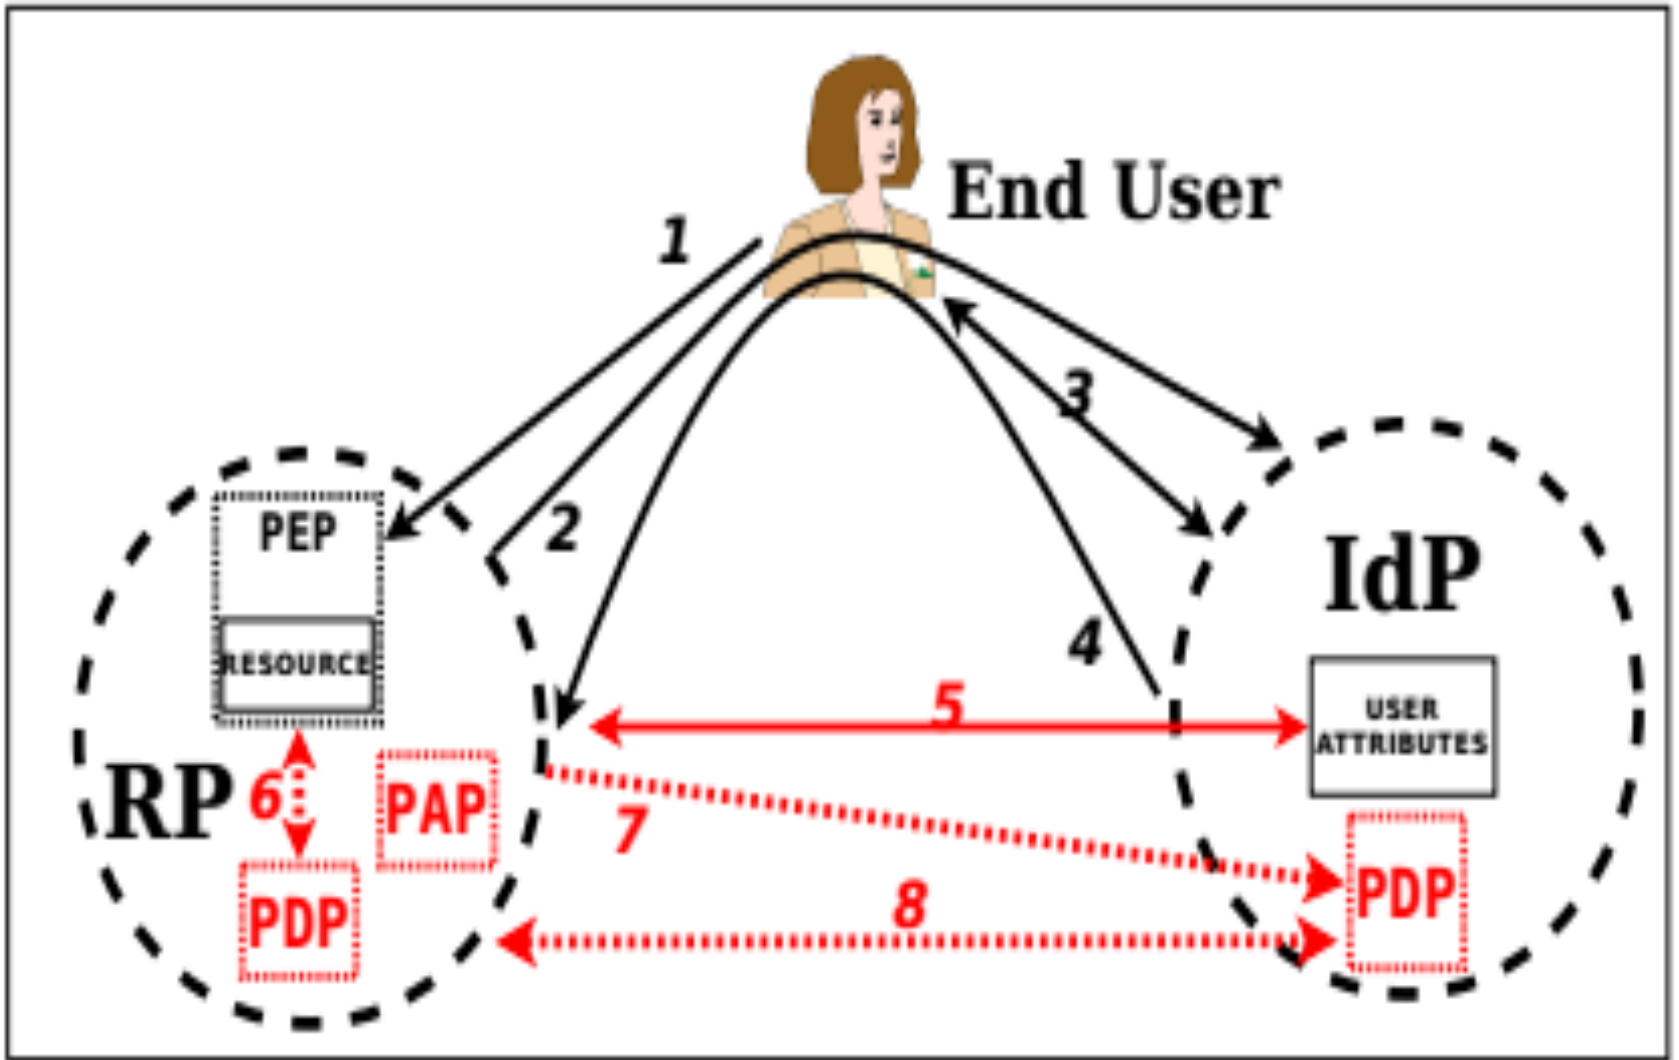 End User
1
3
2
PEP
IdP
4
RESOURCE
5
USER
ATTRIBUTES
RP
6
PAP
7
PDP
8
PDP